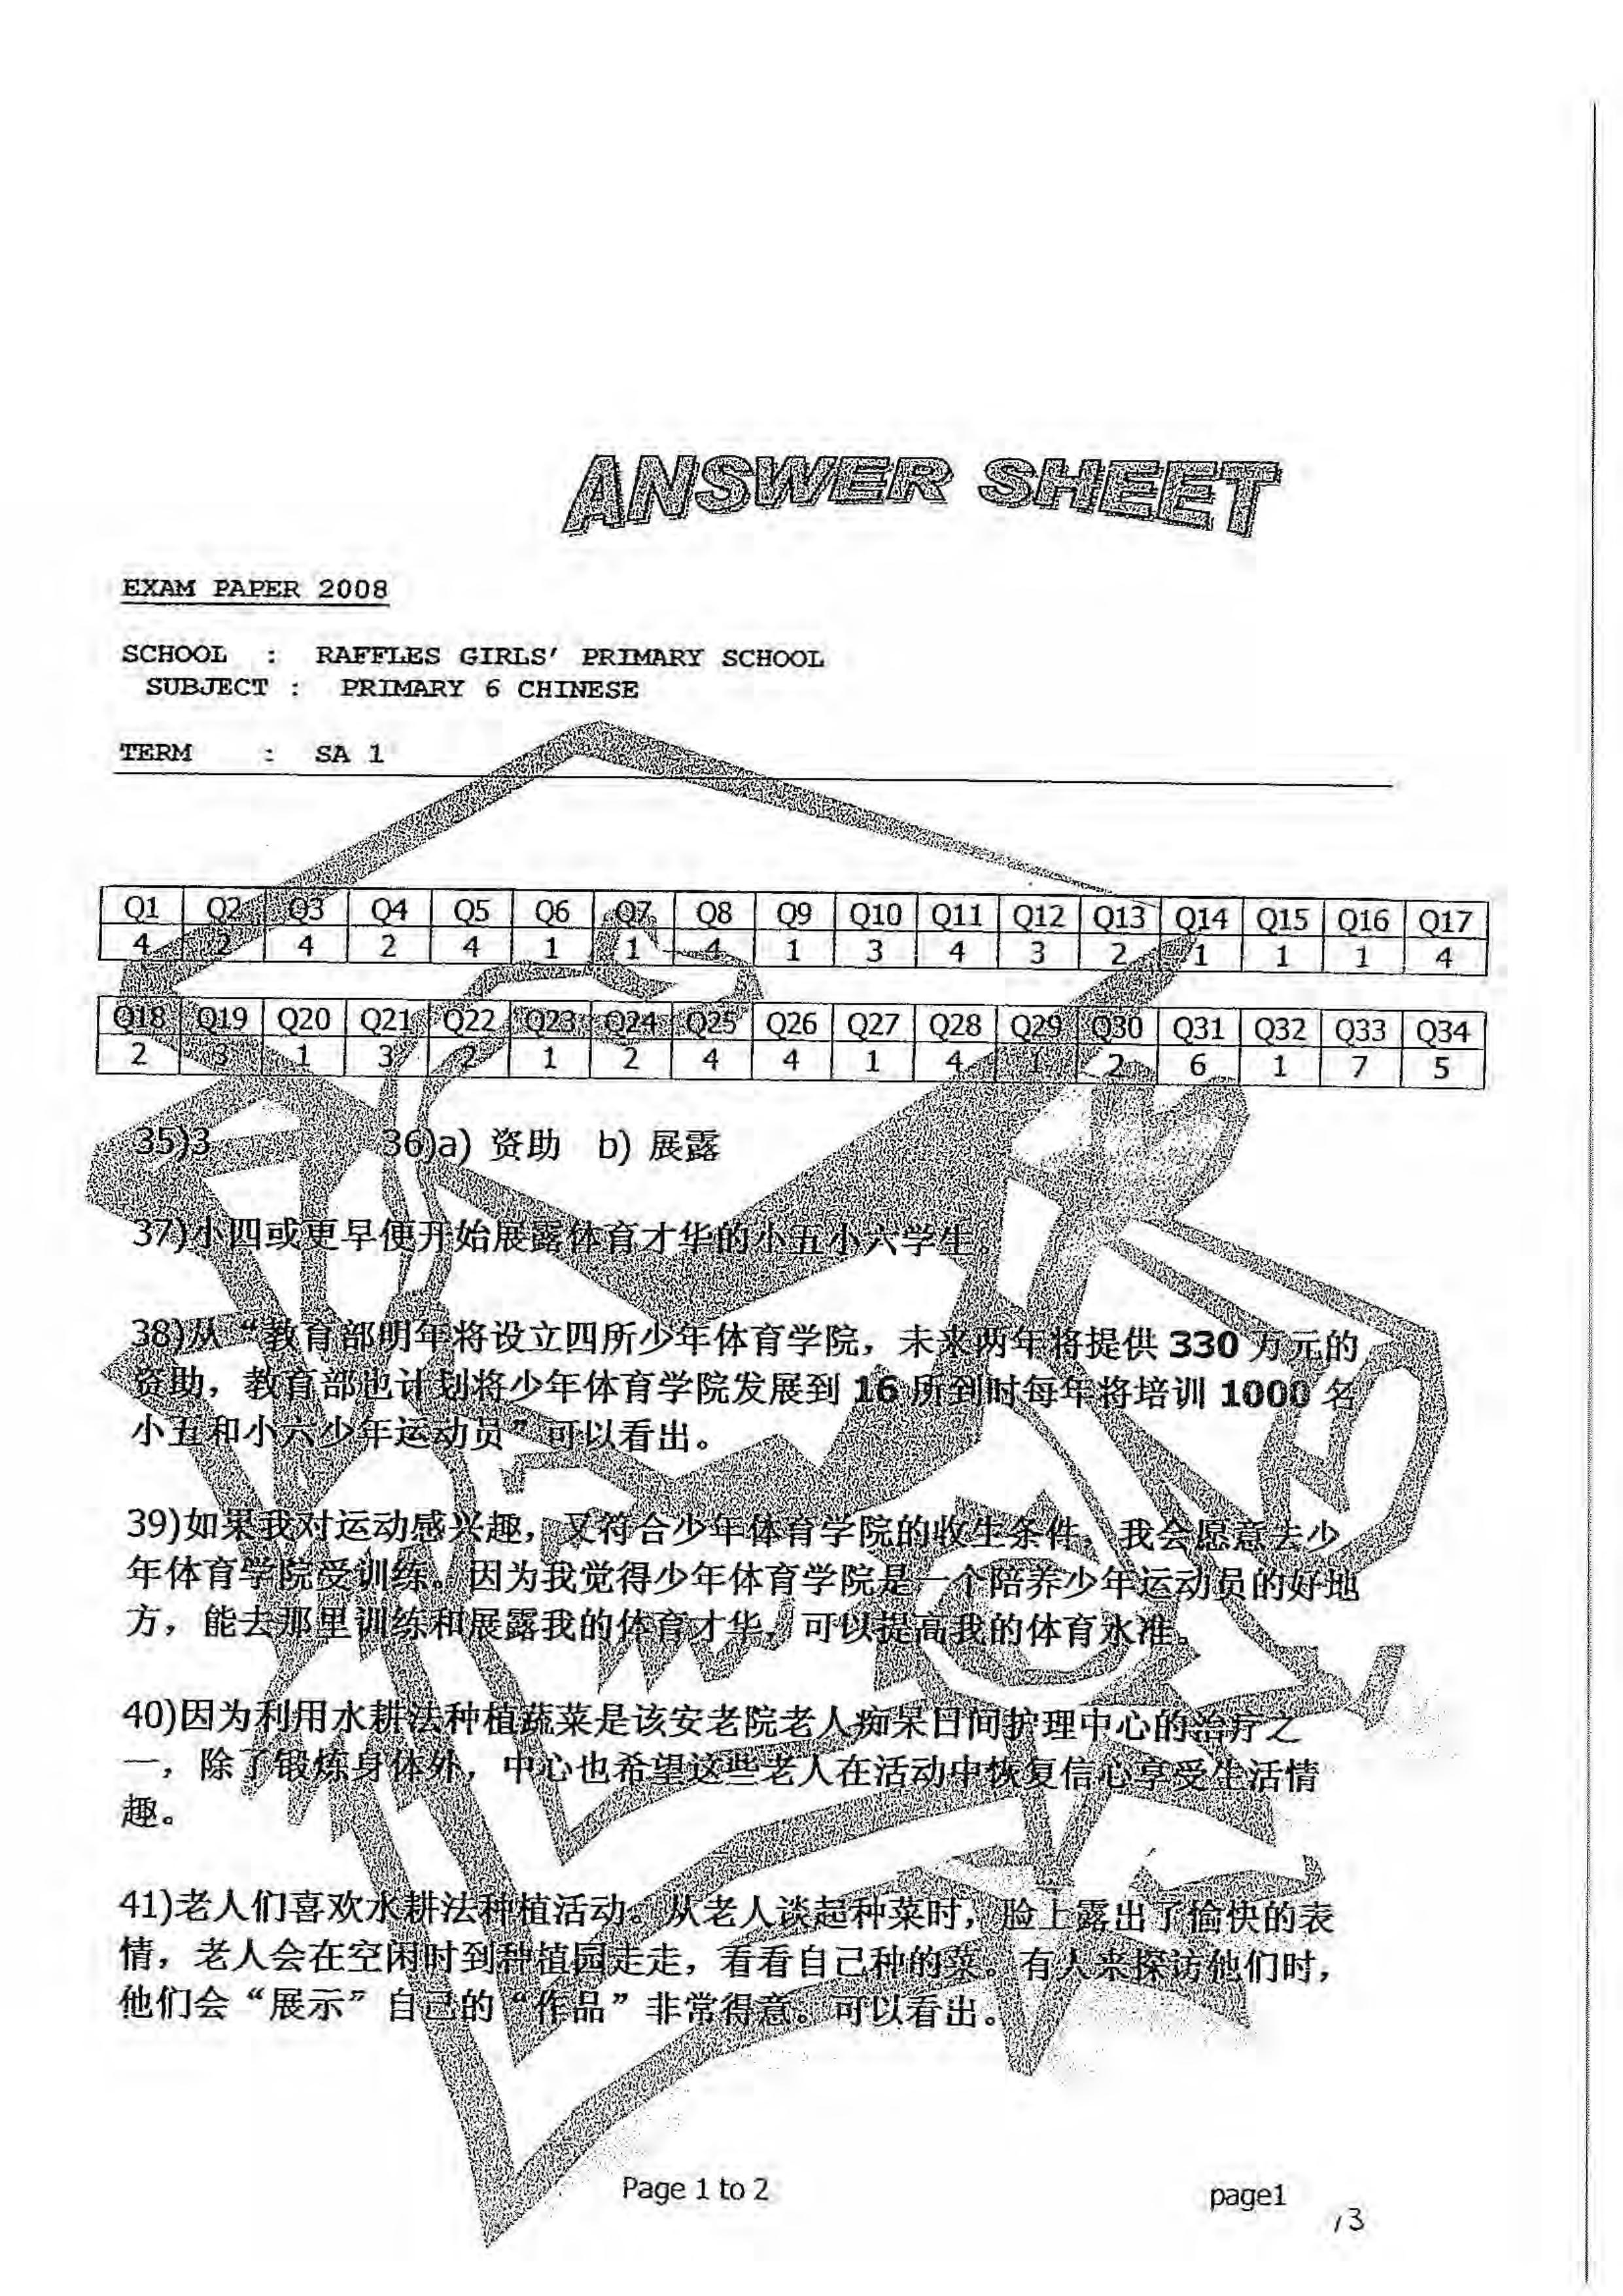 ANSWER SHEET
EXAM PAPER 2008
SCHOOL : RAFFLES GIRLS' PRIMARY SCHOOL
SUBJECT : PRIMARY 6 CHINESE
TERM : SA 1
Q1 Q2 Q3 Q4 Q5 Q6 Q7 Q8 Q9 Q10 Q11 Q12 Q13 Q14 Q15 Q16 Q17
4 2 4 2 4 1 1 4 1 3 4 3 2 1 1 1 4
Q18 Q19 Q20 Q21 Q22 Q23 Q24 Q25 Q26 Q27 Q28 Q29 Q30 Q31 Q32 Q33 Q34
2 3 1 3 2 1 2 4 4 1 4 1 2 6 1 7 5
35)3 36)a) 资助 b) 展露
37)小四或更早便开始展露体育才华的小五小六学生。
38)从“教育部明年将设立四所少年体育学院，未来两年将提供 330 万元的
资助，教育部也计划将少年体育学院发展到 16 所到时每年将培训 1000 名
小五和小六少年运动员”可以看出。
39)如果我对运动感兴趣，又符合少年体育学院的收生条件，我会愿意去少
年体育学院受训练。因为我觉得少年体育学院是一个陪养少年运动员的好地
方，能去那里训练和展露我的体育才华，可以提高我的体育水准。
40)因为利用水耕法种植蔬菜是该安老院老人痴呆日间护理中心的治疗之
一，除了锻炼身体外，中心也希望这些老人在活动中恢复信心享受生活情
趣。
41)老人们喜欢水耕法种植活动。从老人谈起种菜时，脸上露出了愉快的表
情，老人会在空闲时到种植园走走，看看自己种的菜。有人来探访他们时，
他们会“展示”自己的“作品”非常得意。可以看出。
Page 1 to 2 page1
13